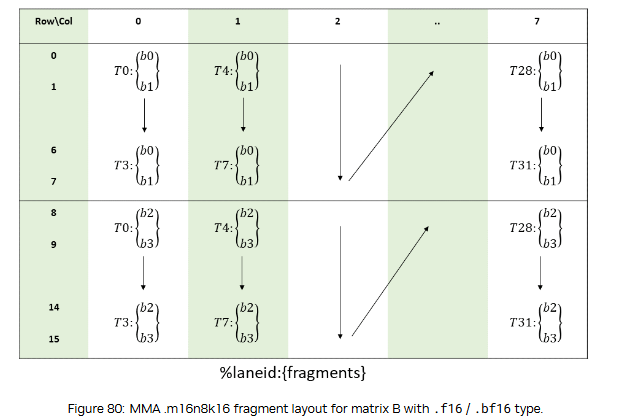 Row\Col 0 1 2 .. 7
0 T0:{b0 T4:{b0 T28:{b0
1 b1} b1} b1}
6 T3:{b0 T7:{b0 T31:{b0
7 b1} b1} b1}
8 T0:{b2 T4:{b2 T28:{b2
9 b3} b3} b3}
14 T3:{b2 T7:{b2 T31:{b2
15 b3} b3} b3}
%laneid:{fragments}
Figure 80: MMA .m16n8k16 fragment layout for matrix B with .f16 / .bf16 type.